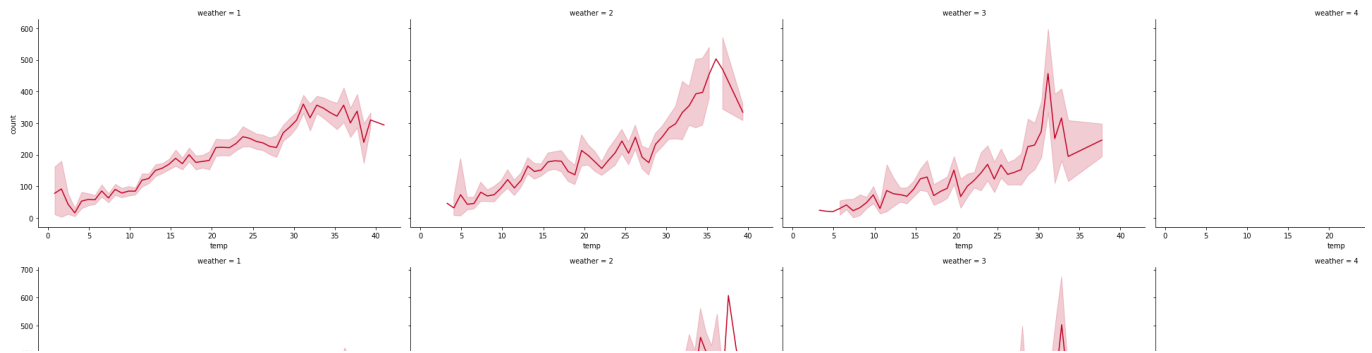 weather = 1
weather = 2
weather = 3
weather = 4
600
500
400
300
200
100
0
count
0 5 10 15 20 25 30 35 40
0 5 10 15 20 25 30 35 40
0 5 10 15 20 25 30 35 40
0 5 10 15 20
temp
temp
temp
temp
weather = 1
weather = 2
weather = 3
weather = 4
700
600
500